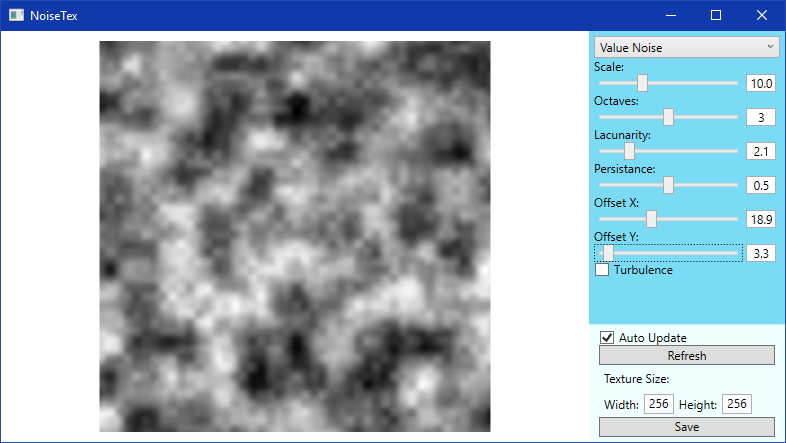 NoiseTex
Value Noise
Scale:
10.0
Octaves:
3
Lacunarity:
2.1
Persistance:
0.5
Offset X:
18.9
Offset Y:
3.3
Turbulence
Auto Update
Refresh
Texture Size:
Width: 256 Height: 256
Save